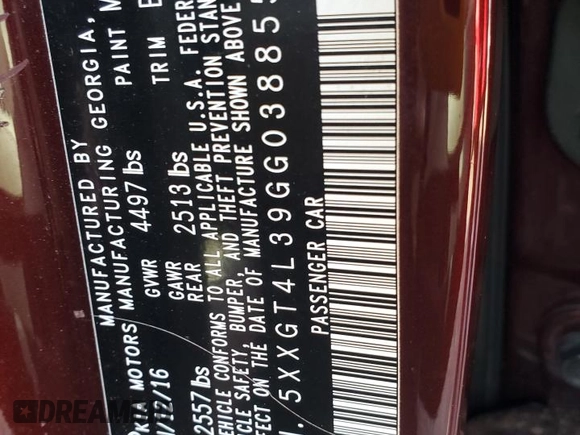 MANUFACTURED BY
MOTORS MANUFACTURING GEORGIA,
/16 GVWR 4497 lbs PAINT
GAWR
2557 lbs REAR 2513 lbs TRIM
VEHICLE CONFORMS TO ALL APPLICABLE U.S.A. FEDER
SAFETY, BUMPER, AND THEFT PREVENTION STAN
EFFECT ON THE DATE OF MANUFACTURE SHOWN ABOVE
5XXGT4L39GG038855
PASSENGER CAR
DREAM